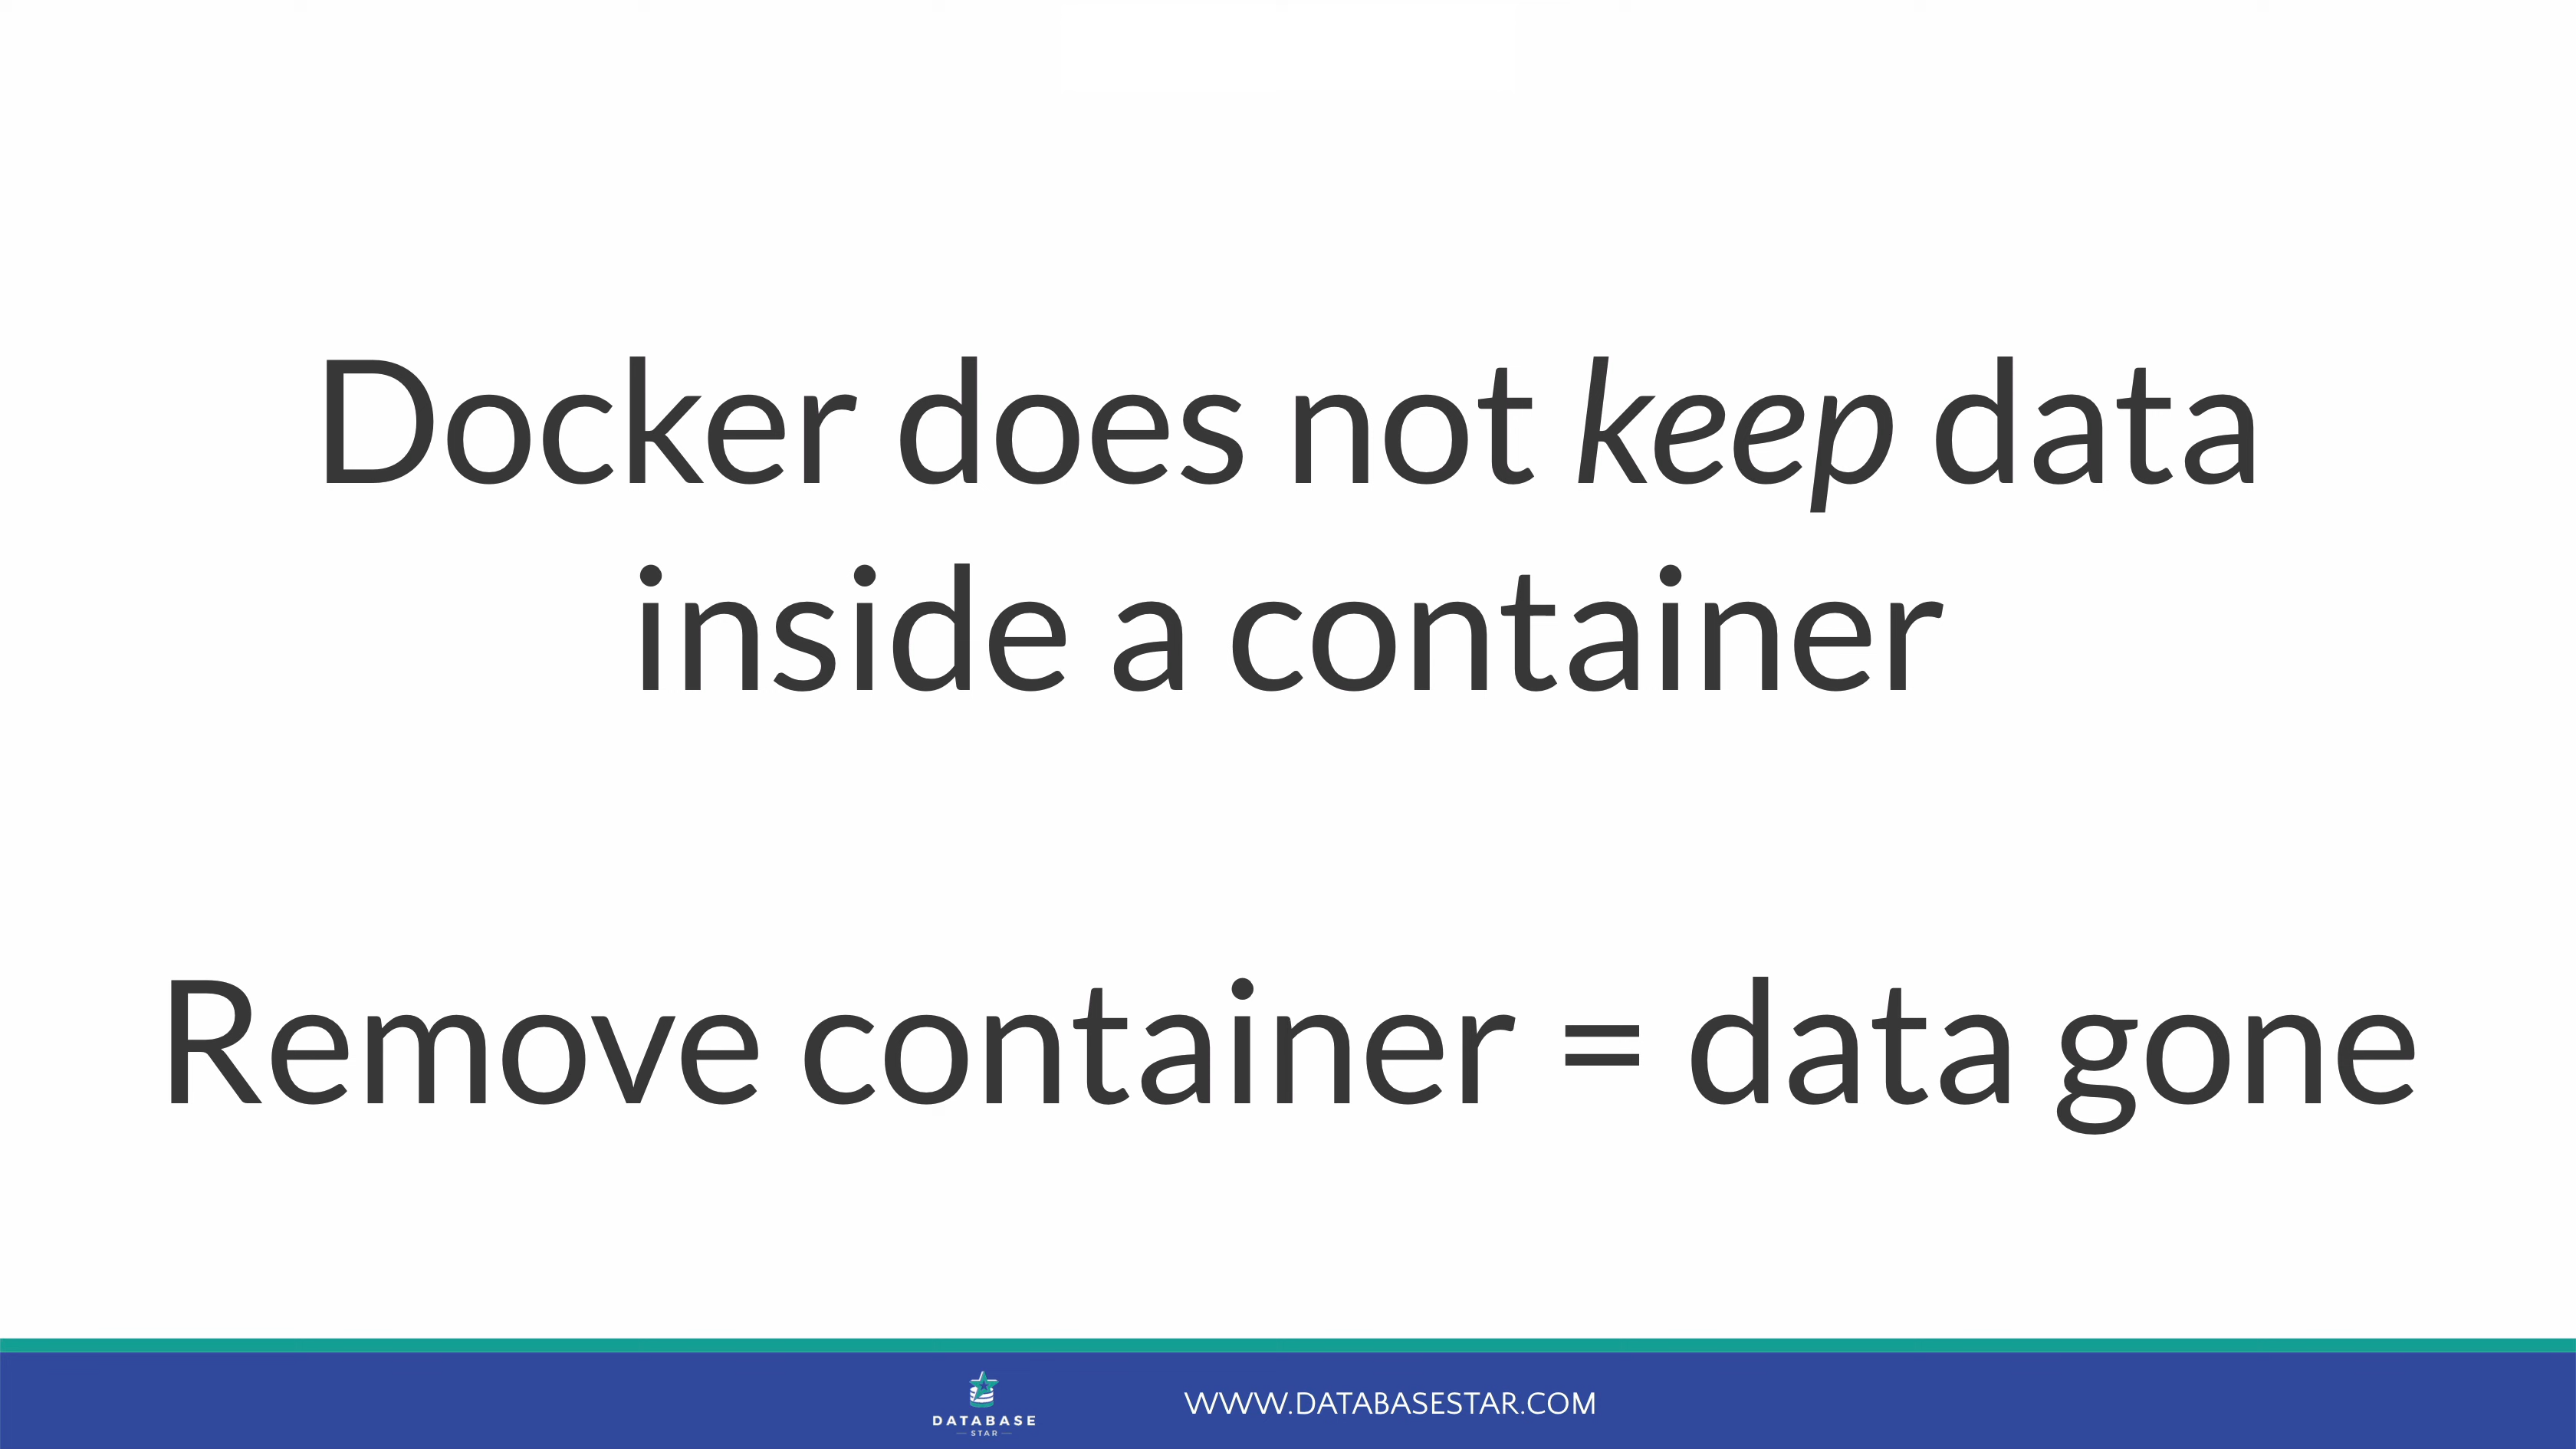 Docker does not keep data
inside a container
Remove container = data gone
DATABASE
STAR
WWW.DATABASESTAR.COM